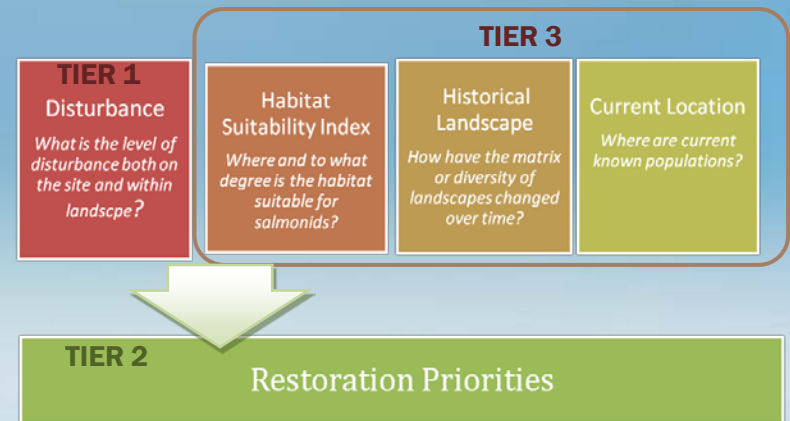 TIER 3
TIER 1
Disturbance
What is the level of
disturbance both on
the site and within
landscpe?
Habitat
Suitability Index
Where and to what
degree is the habitat
suitable for
salmonids?
Historical
Landscape
How have the matrix
or diversity of
landscapes changed
over time?
Current Location
Where are current
known populations?
TIER 2
Restoration Priorities